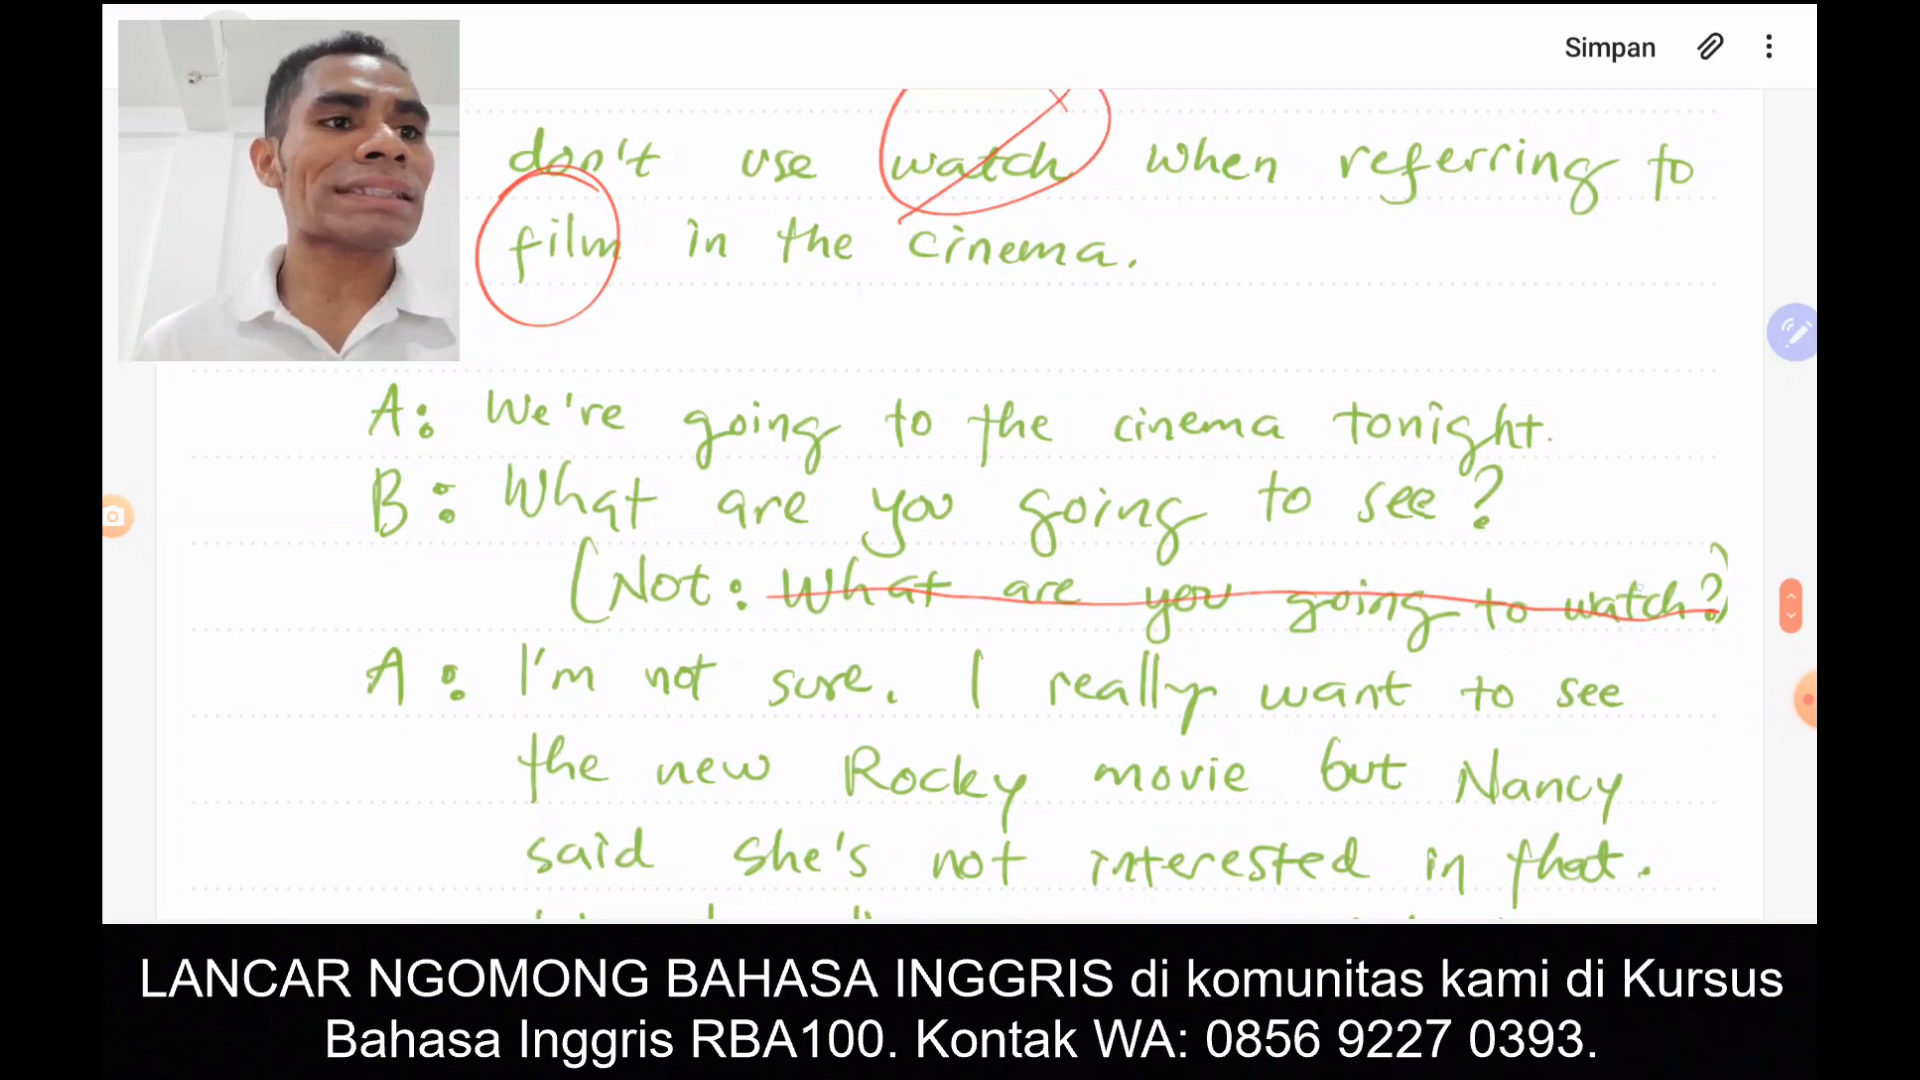 Simpan
don't use watch when referring to
film in the cinema.
A: We're going to the cinema tonight.
B: What are you going to see?
(Not: What are you going to watch?)
A: I'm not sure. I really want to see
the new Rocky movie but Nancy
said she's not interested in that.
LANCAR NGOMONG BAHASA INGGRIS di komunitas kami di Kursus
Bahasa Inggris RBA100. Kontak WA: 0856 9227 0393.